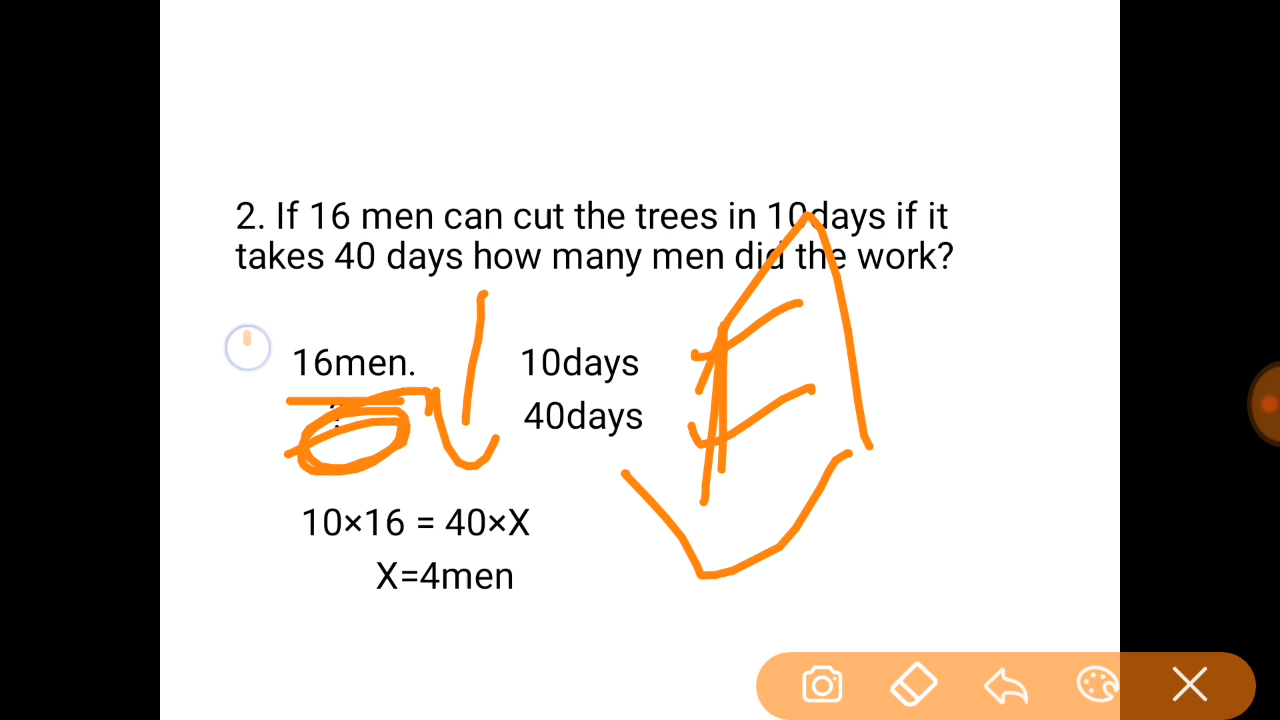 2. If 16 men can cut the trees in 10days if it
takes 40 days how many men did the work?
16men. 10days
? 40days
10×16 = 40×X
X=4men